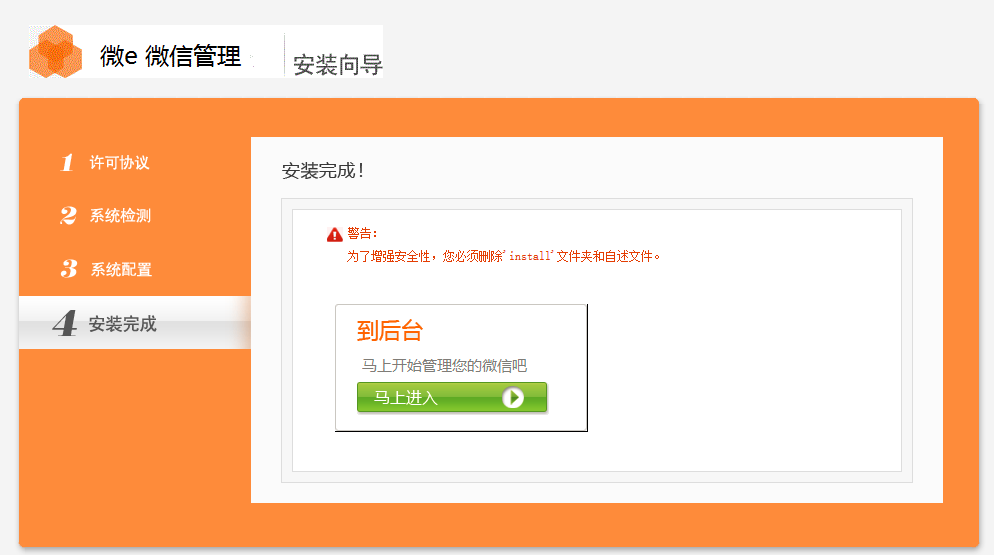 微e 微信管理
安装向导
1 许可协议
2 系统检测
3 系统配置
4 安装完成
安装完成！
警告：
为了增强安全性，您必须删除'install'文件夹和自述文件。
到后台
马上开始管理您的微信吧
马上进入